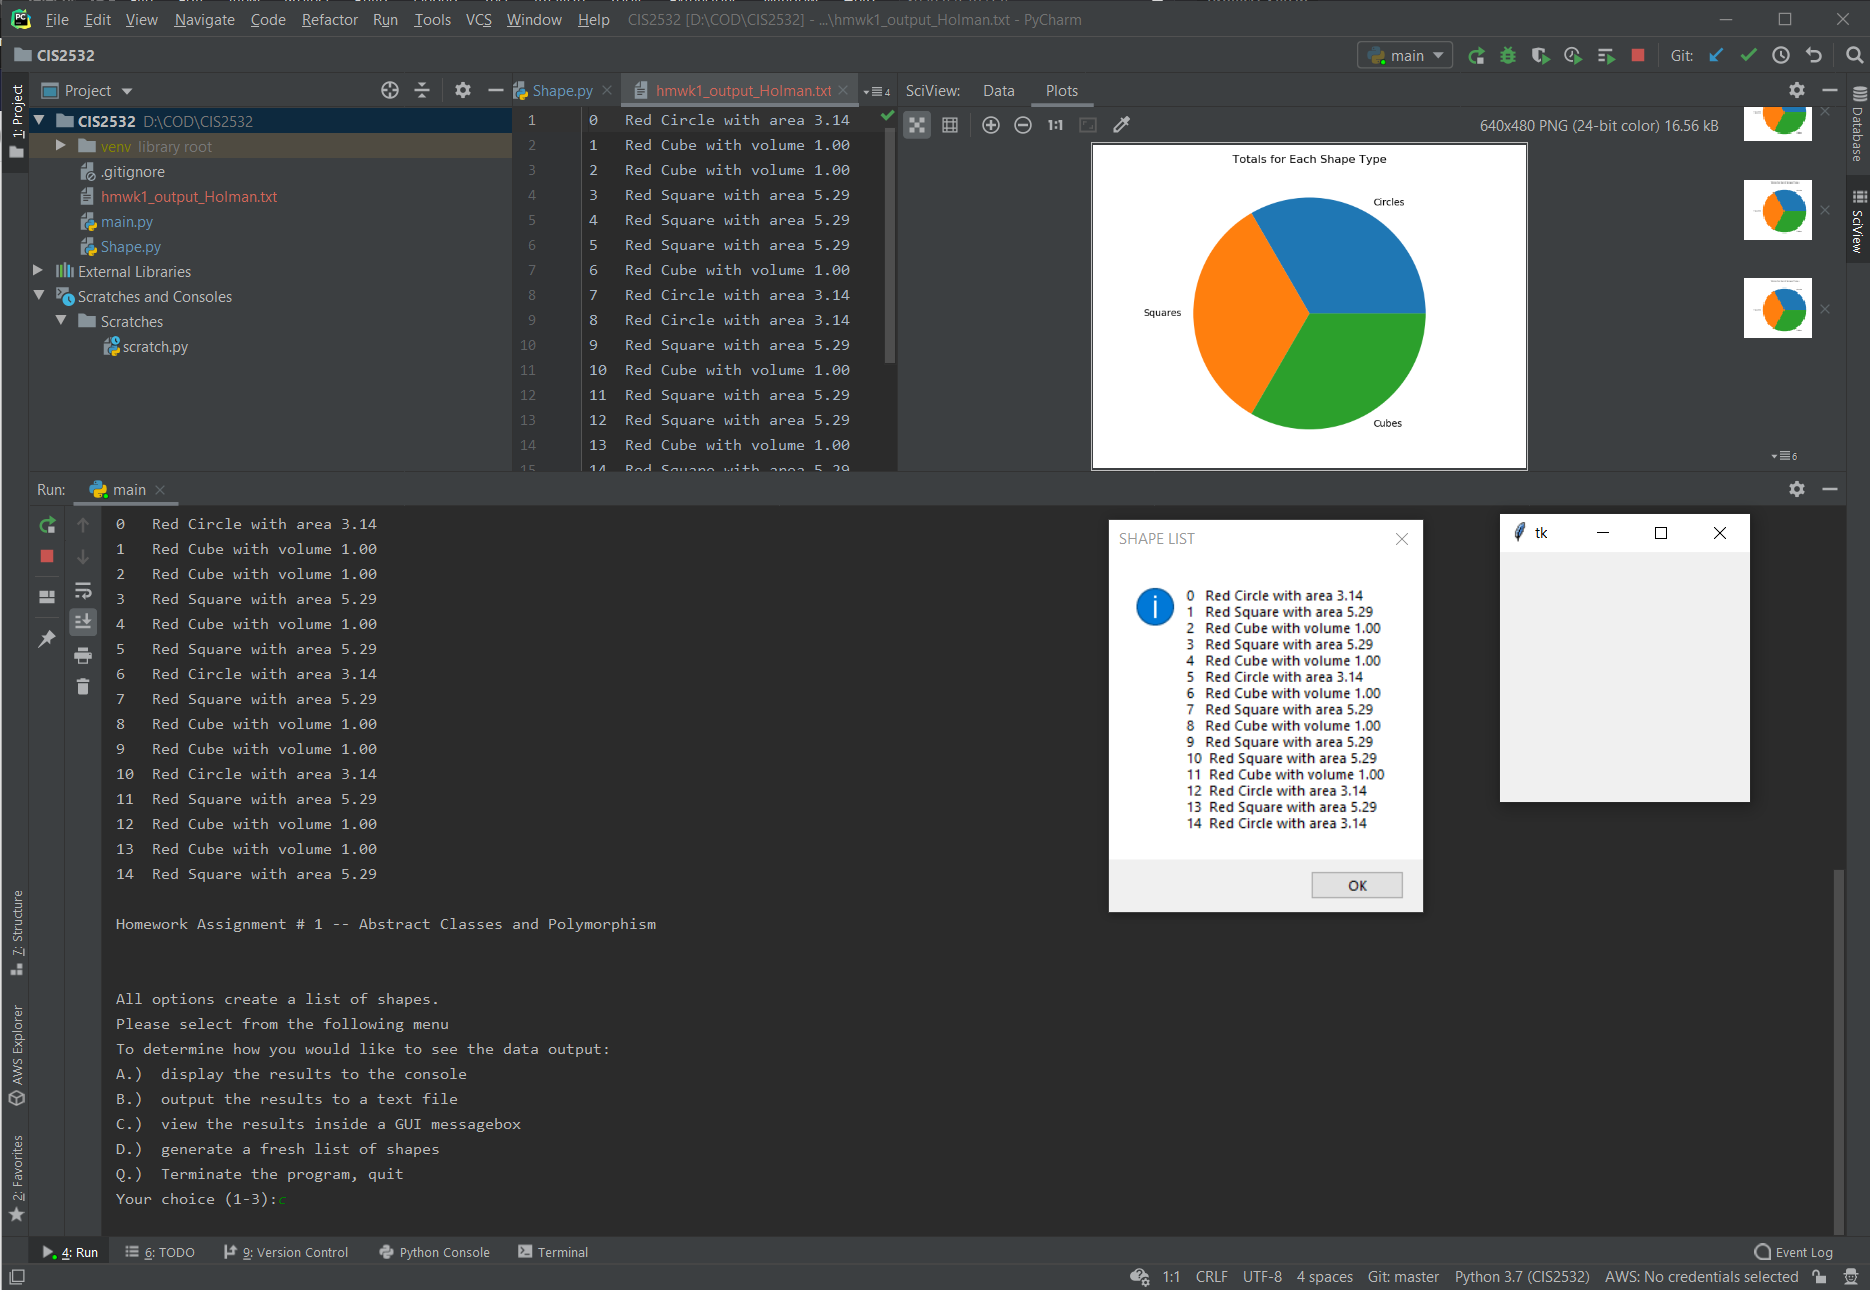 File Edit View Navigate Code Refactor Run Tools VCS Window Help CIS2532 [D:\COD\CIS2532] - ...\hmwk1_output_Holman.txt - PyCharm
CIS2532
main
Git:
1: Project
Project
CIS2532 D:\COD\CIS2532
venv library root
.gitignore
hmwk1_output_Holman.txt
main.py
Shape.py
External Libraries
Scratches and Consoles
Scratches
scratch.py
Shape.py
hmwk1_output_Holman.txt
4
1 0 Red Circle with area 3.14
2 1 Red Cube with volume 1.00
3 2 Red Cube with volume 1.00
4 3 Red Square with area 5.29
5 4 Red Square with area 5.29
6 5 Red Square with area 5.29
7 6 Red Cube with volume 1.00
8 7 Red Circle with area 3.14
9 8 Red Circle with area 3.14
10 9 Red Square with area 5.29
11 10 Red Cube with volume 1.00
12 11 Red Square with area 5.29
13 12 Red Square with area 5.29
14 13 Red Cube with volume 1.00
15 14 Red Square with area 5.29
SciView: Data Plots
1:1
640x480 PNG (24-bit color) 16.56 kB
Totals for Each Shape Type
Circles
Squares
Cubes
6
Database
SciView
Run: main
0 Red Circle with area 3.14
1 Red Cube with volume 1.00
2 Red Cube with volume 1.00
3 Red Square with area 5.29
4 Red Cube with volume 1.00
5 Red Square with area 5.29
6 Red Circle with area 3.14
7 Red Square with area 5.29
8 Red Cube with volume 1.00
9 Red Cube with volume 1.00
10 Red Circle with area 3.14
11 Red Square with area 5.29
12 Red Cube with volume 1.00
13 Red Cube with volume 1.00
14 Red Square with area 5.29
Homework Assignment # 1 -- Abstract Classes and Polymorphism
All options create a list of shapes.
Please select from the following menu
To determine how you would like to see the data output:
A.) display the results to the console
B.) output the results to a text file
C.) view the results inside a GUI messagebox
D.) generate a fresh list of shapes
Q.) Terminate the program, quit
Your choice (1-3):c
SHAPE LIST
0 Red Circle with area 3.14
1 Red Square with area 5.29
2 Red Cube with volume 1.00
3 Red Square with area 5.29
4 Red Cube with volume 1.00
5 Red Circle with area 3.14
6 Red Cube with volume 1.00
7 Red Square with area 5.29
8 Red Cube with volume 1.00
9 Red Square with area 5.29
10 Red Square with area 5.29
11 Red Cube with volume 1.00
12 Red Circle with area 3.14
13 Red Square with area 5.29
14 Red Circle with area 3.14
OK
tk
7: Structure
AWS Explorer
2: Favorites
4: Run 6: TODO 9: Version Control Python Console Terminal Event Log
1:1 CRLF UTF-8 4 spaces Git: master Python 3.7 (CIS2532) AWS: No credentials selected